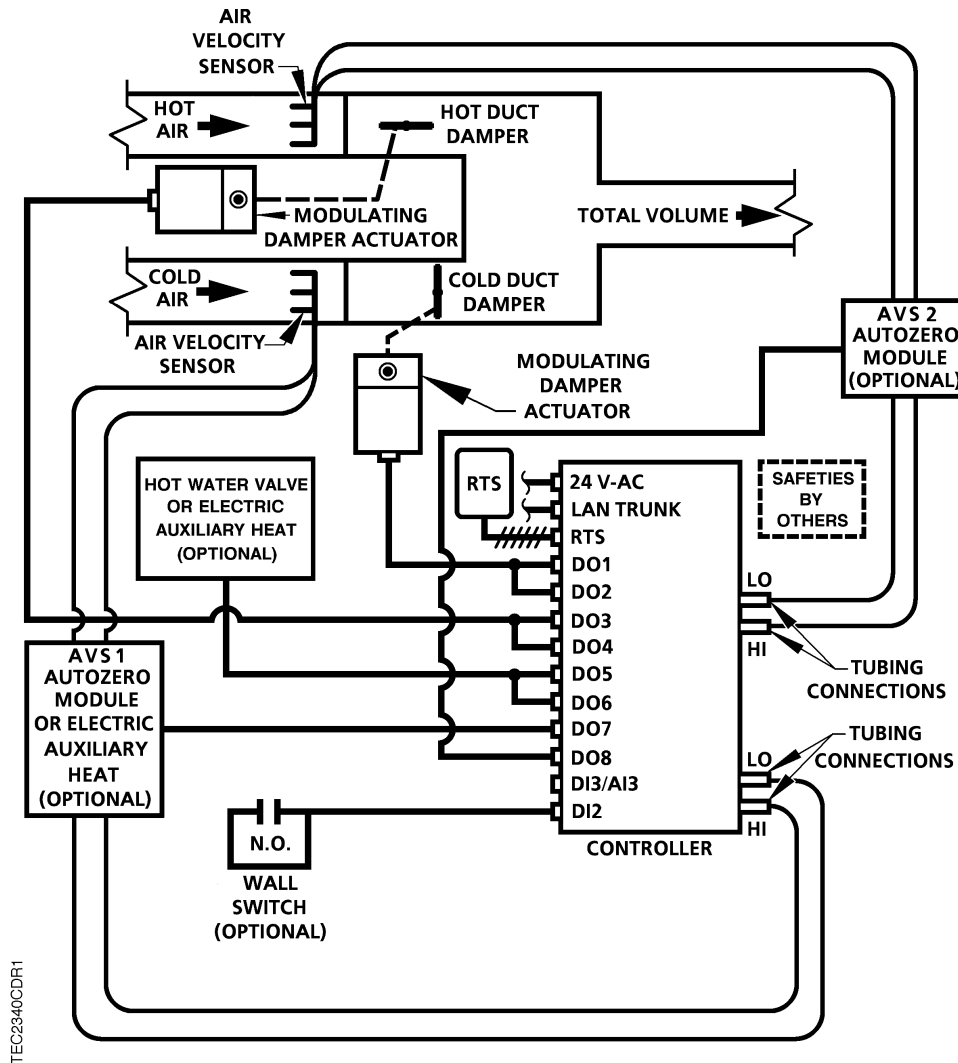 AIR
VELOCITY
SENSOR
HOT
AIR
HOT DUCT
DAMPER
MODULATING
DAMPER ACTUATOR
TOTAL VOLUME
COLD
AIR
COLD DUCT
DAMPER
AIR VELOCITY
SENSOR
AVS 2
AUTOZERO
MODULE
(OPTIONAL)
MODULATING
DAMPER
ACTUATOR
HOT WATER VALVE
OR ELECTRIC
AUXILIARY HEAT
(OPTIONAL)
RTS
24 V-AC
LAN TRUNK
RTS
DO1
DO2
DO3
DO4
DO5
DO6
DO7
DO8
DI3/AI3
DI2
CONTROLLER
SAFETIES
BY
OTHERS
LO
HI
TUBING
CONNECTIONS
LO
HI
TUBING
CONNECTIONS
AVS 1
AUTOZERO
MODULE
OR ELECTRIC
AUXILIARY
HEAT
(OPTIONAL)
N.O.
WALL
SWITCH
(OPTIONAL)
TEC2340CDR1